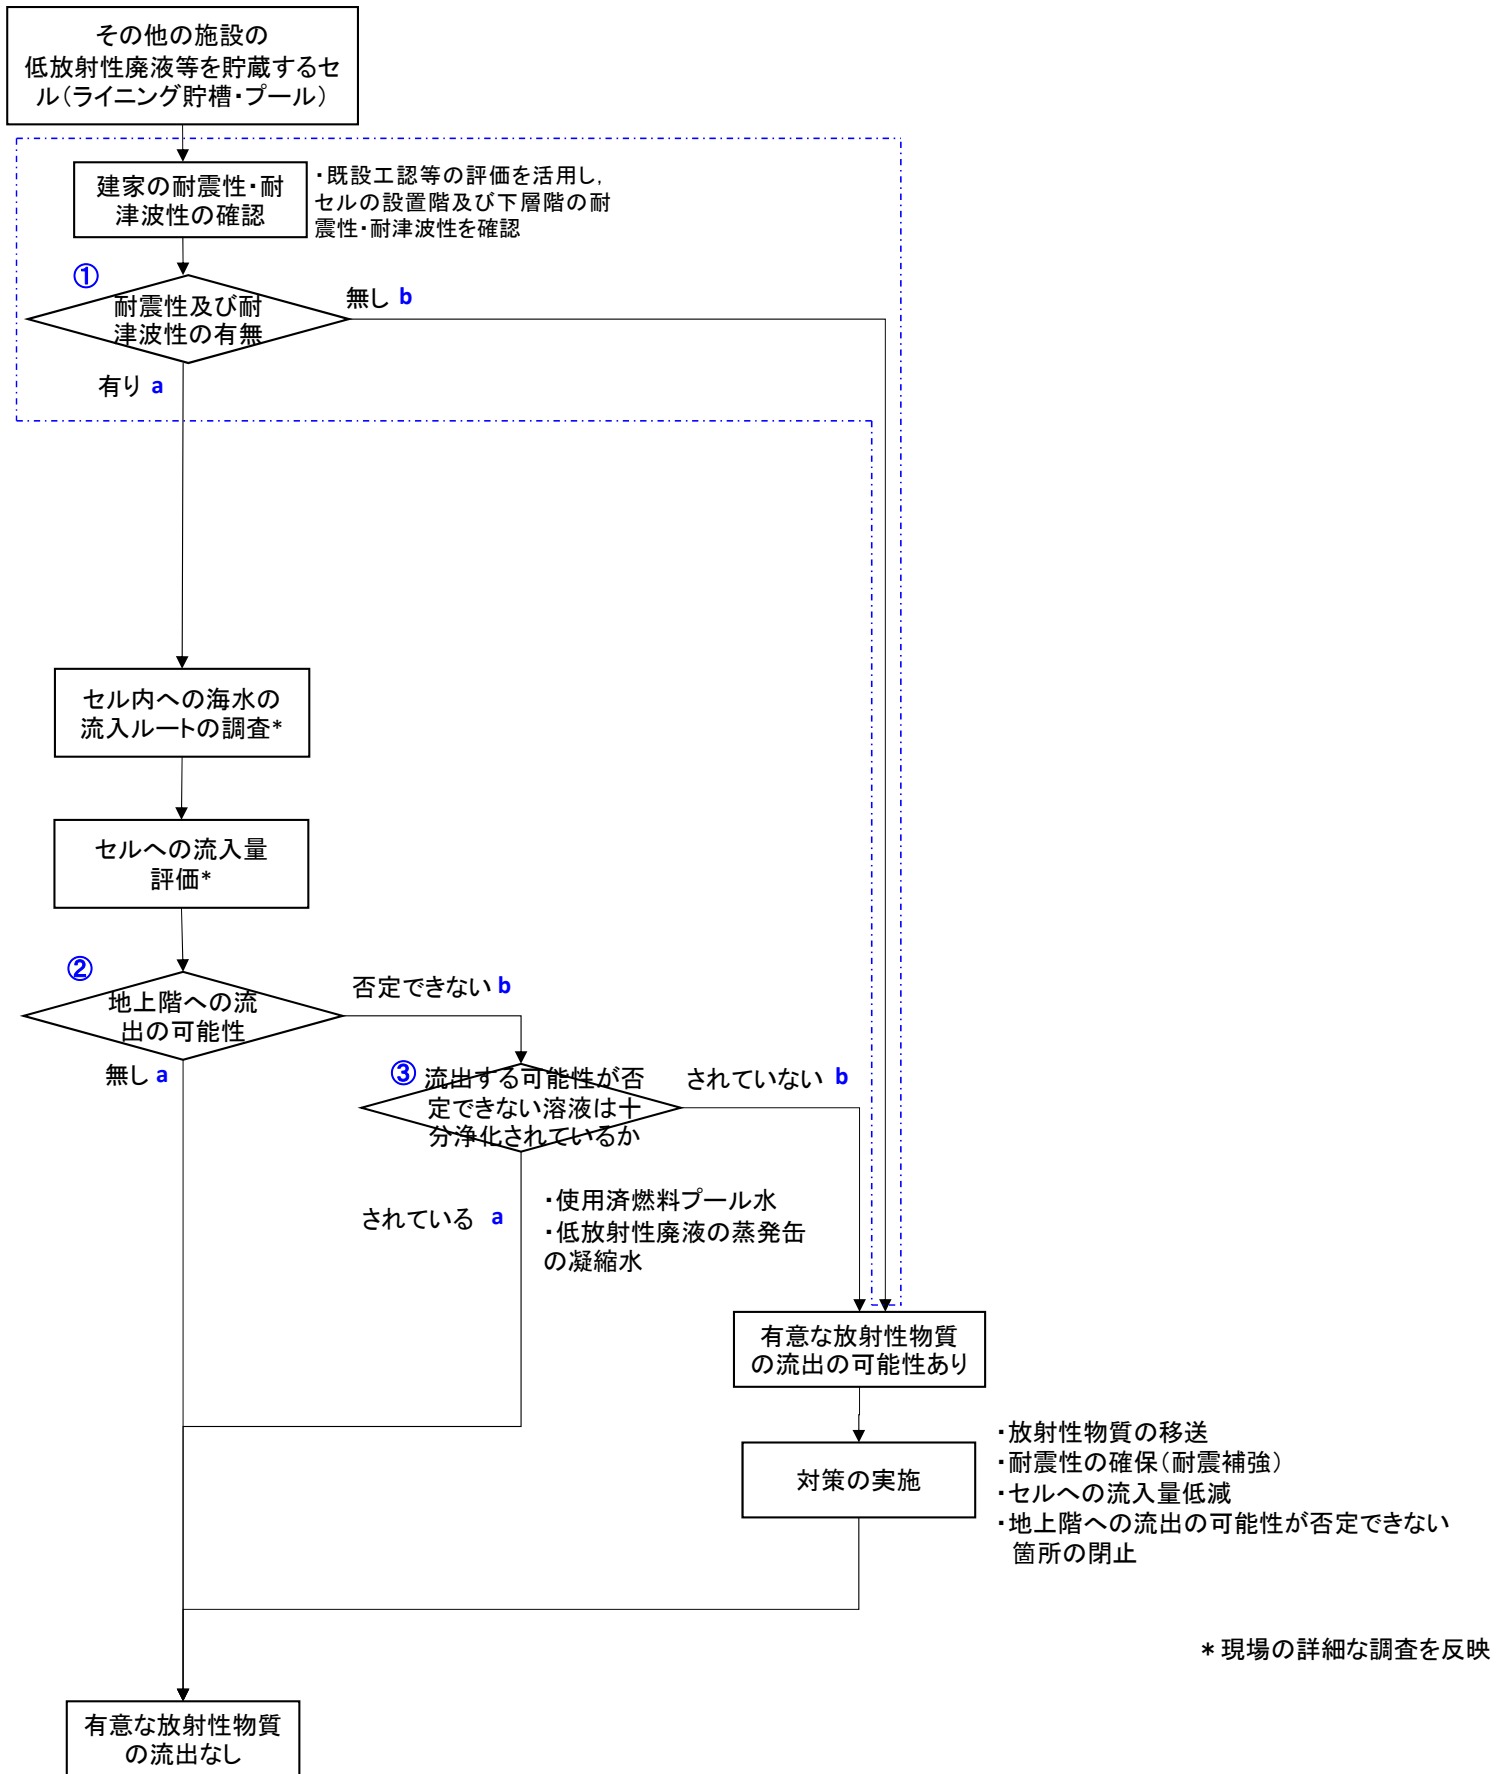 その他の施設の
低放射性廃液等を貯蔵するセ
ル(ライニング貯槽・プール)
建家の耐震性・耐
津波性の確認
・既設工認等の評価を活用し,
セルの設置階及び下層階の耐
震性・耐津波性を確認
①
耐震性及び耐
津波性の有無
無し b
有り a
セル内への海水の
流入ルートの調査*
セルへの流入量
評価*
②
地上階への流
出の可能性
否定できない b
無し a
③
流出する可能性が否
定できない溶液は十
分浄化されているか
されていない b
されている a
・使用済燃料プール水
・低放射性廃液の蒸発缶
の凝縮水
有意な放射性物質
の流出の可能性あり
対策の実施
・放射性物質の移送
・耐震性の確保(耐震補強)
・セルへの流入量低減
・地上階への流出の可能性が否定できない
箇所の閉止
*現場の詳細な調査を反映
有意な放射性物質
の流出なし